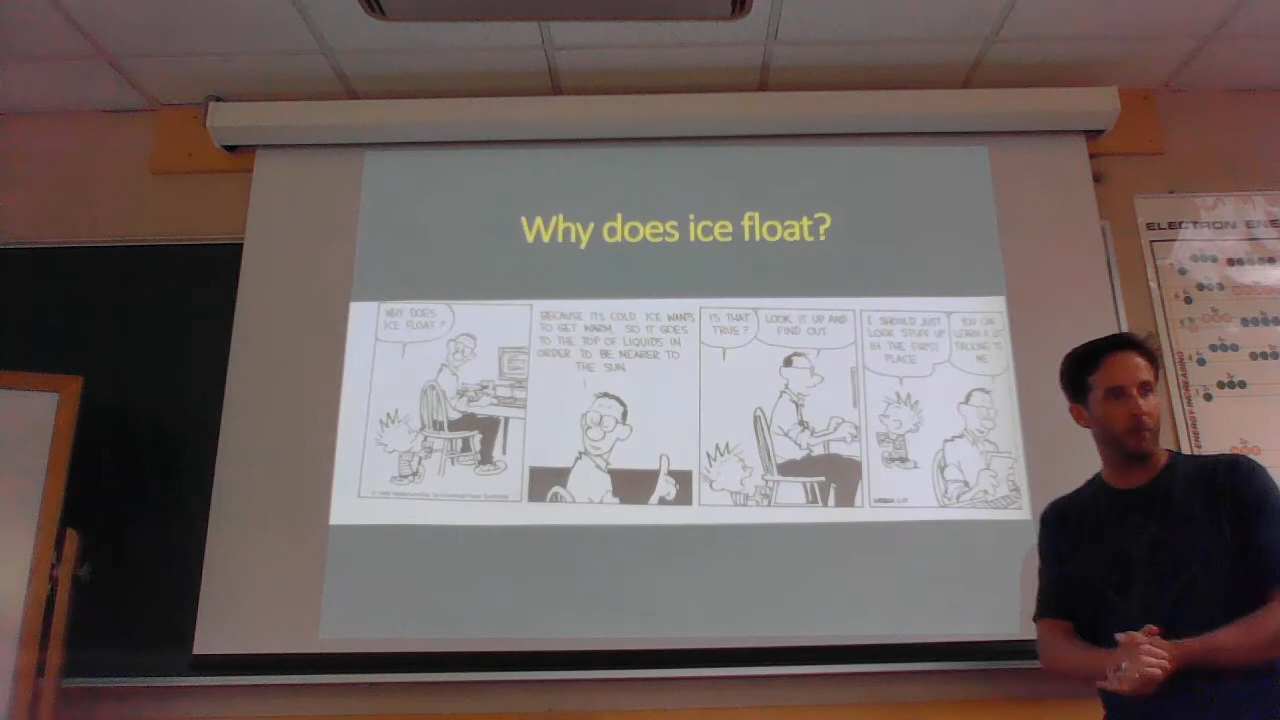 Why does ice float?
WHY DOES
ICE FLOAT?
BECAUSE ITS COLD. ICE WANTS
TO GET WARM, SO IT GOES
TO THE TOP OF LIQUIDS IN
ORDER TO BE NEARER TO
THE SUN.
IS THAT
TRUE?
LOOK IT UP AND
FIND OUT.
I SHOULD JUST
LOOK STUFF UP
IN THE FIRST
PLACE.
YOU CAN
LEARN A LOT
TALKING TO
ME.
ELECTRON ENE
ENERGY INCREASING